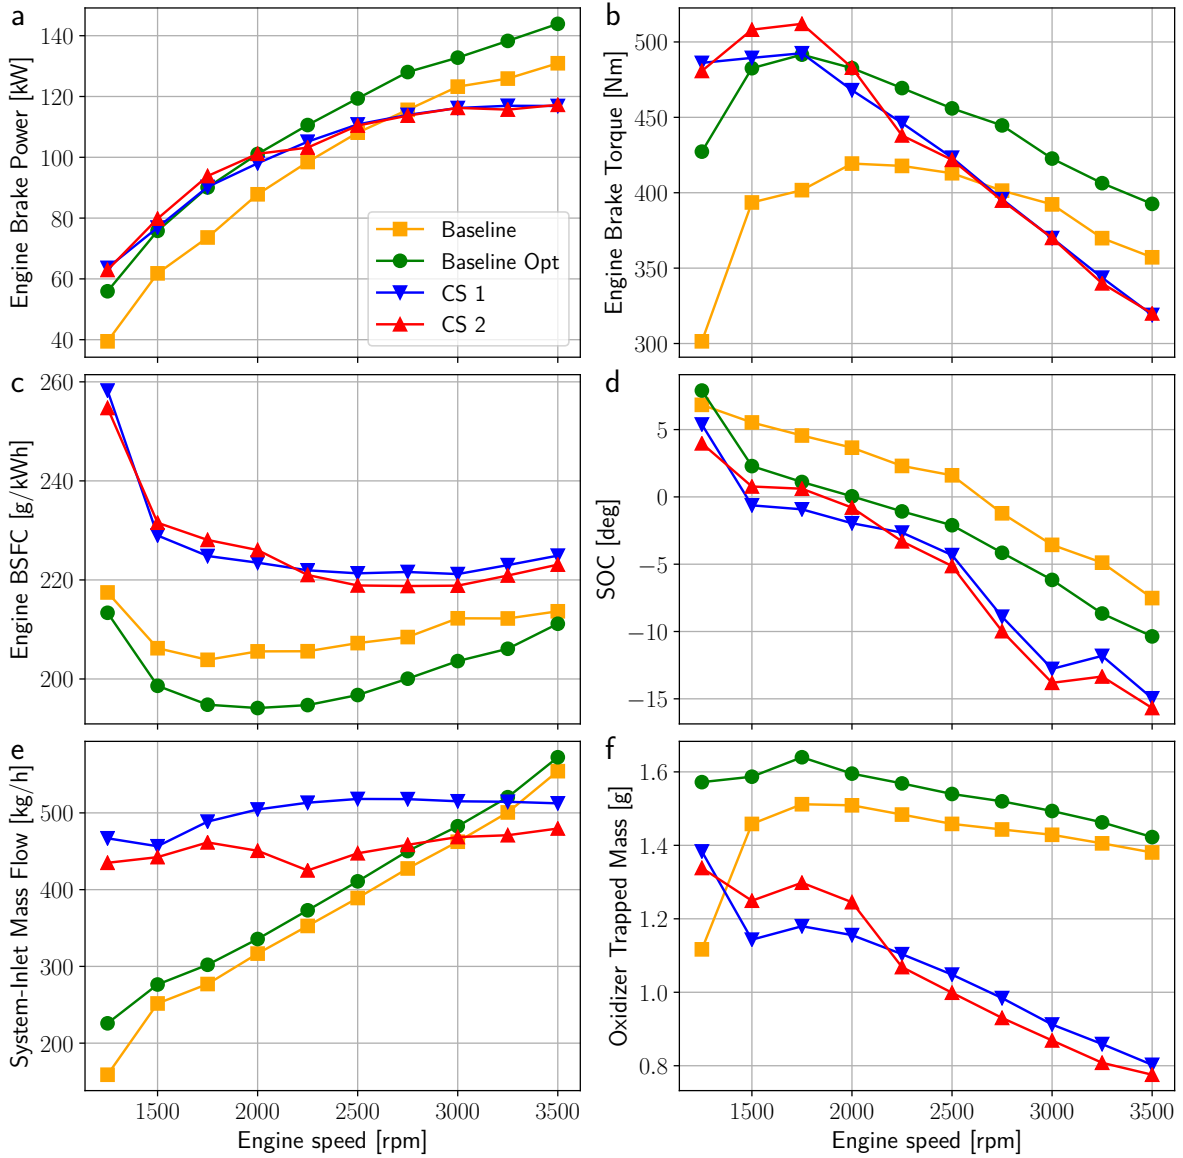 a
140
120
100
80
60
40
Engine Brake Power [kW]
Baseline
Baseline Opt
CS 1
CS 2
b
500
450
400
350
300
Engine Brake Torque [Nm]
c
260
240
220
200
Engine BSFC [g/kWh]
d
5
0
−5
−10
−15
SOC [deg]
e
500
400
300
200
System-Inlet Mass Flow [kg/h]
1500 2000 2500 3000 3500
Engine speed [rpm]
f
1.6
1.4
1.2
1.0
0.8
Oxidizer Trapped Mass [g]
1500 2000 2500 3000 3500
Engine speed [rpm]